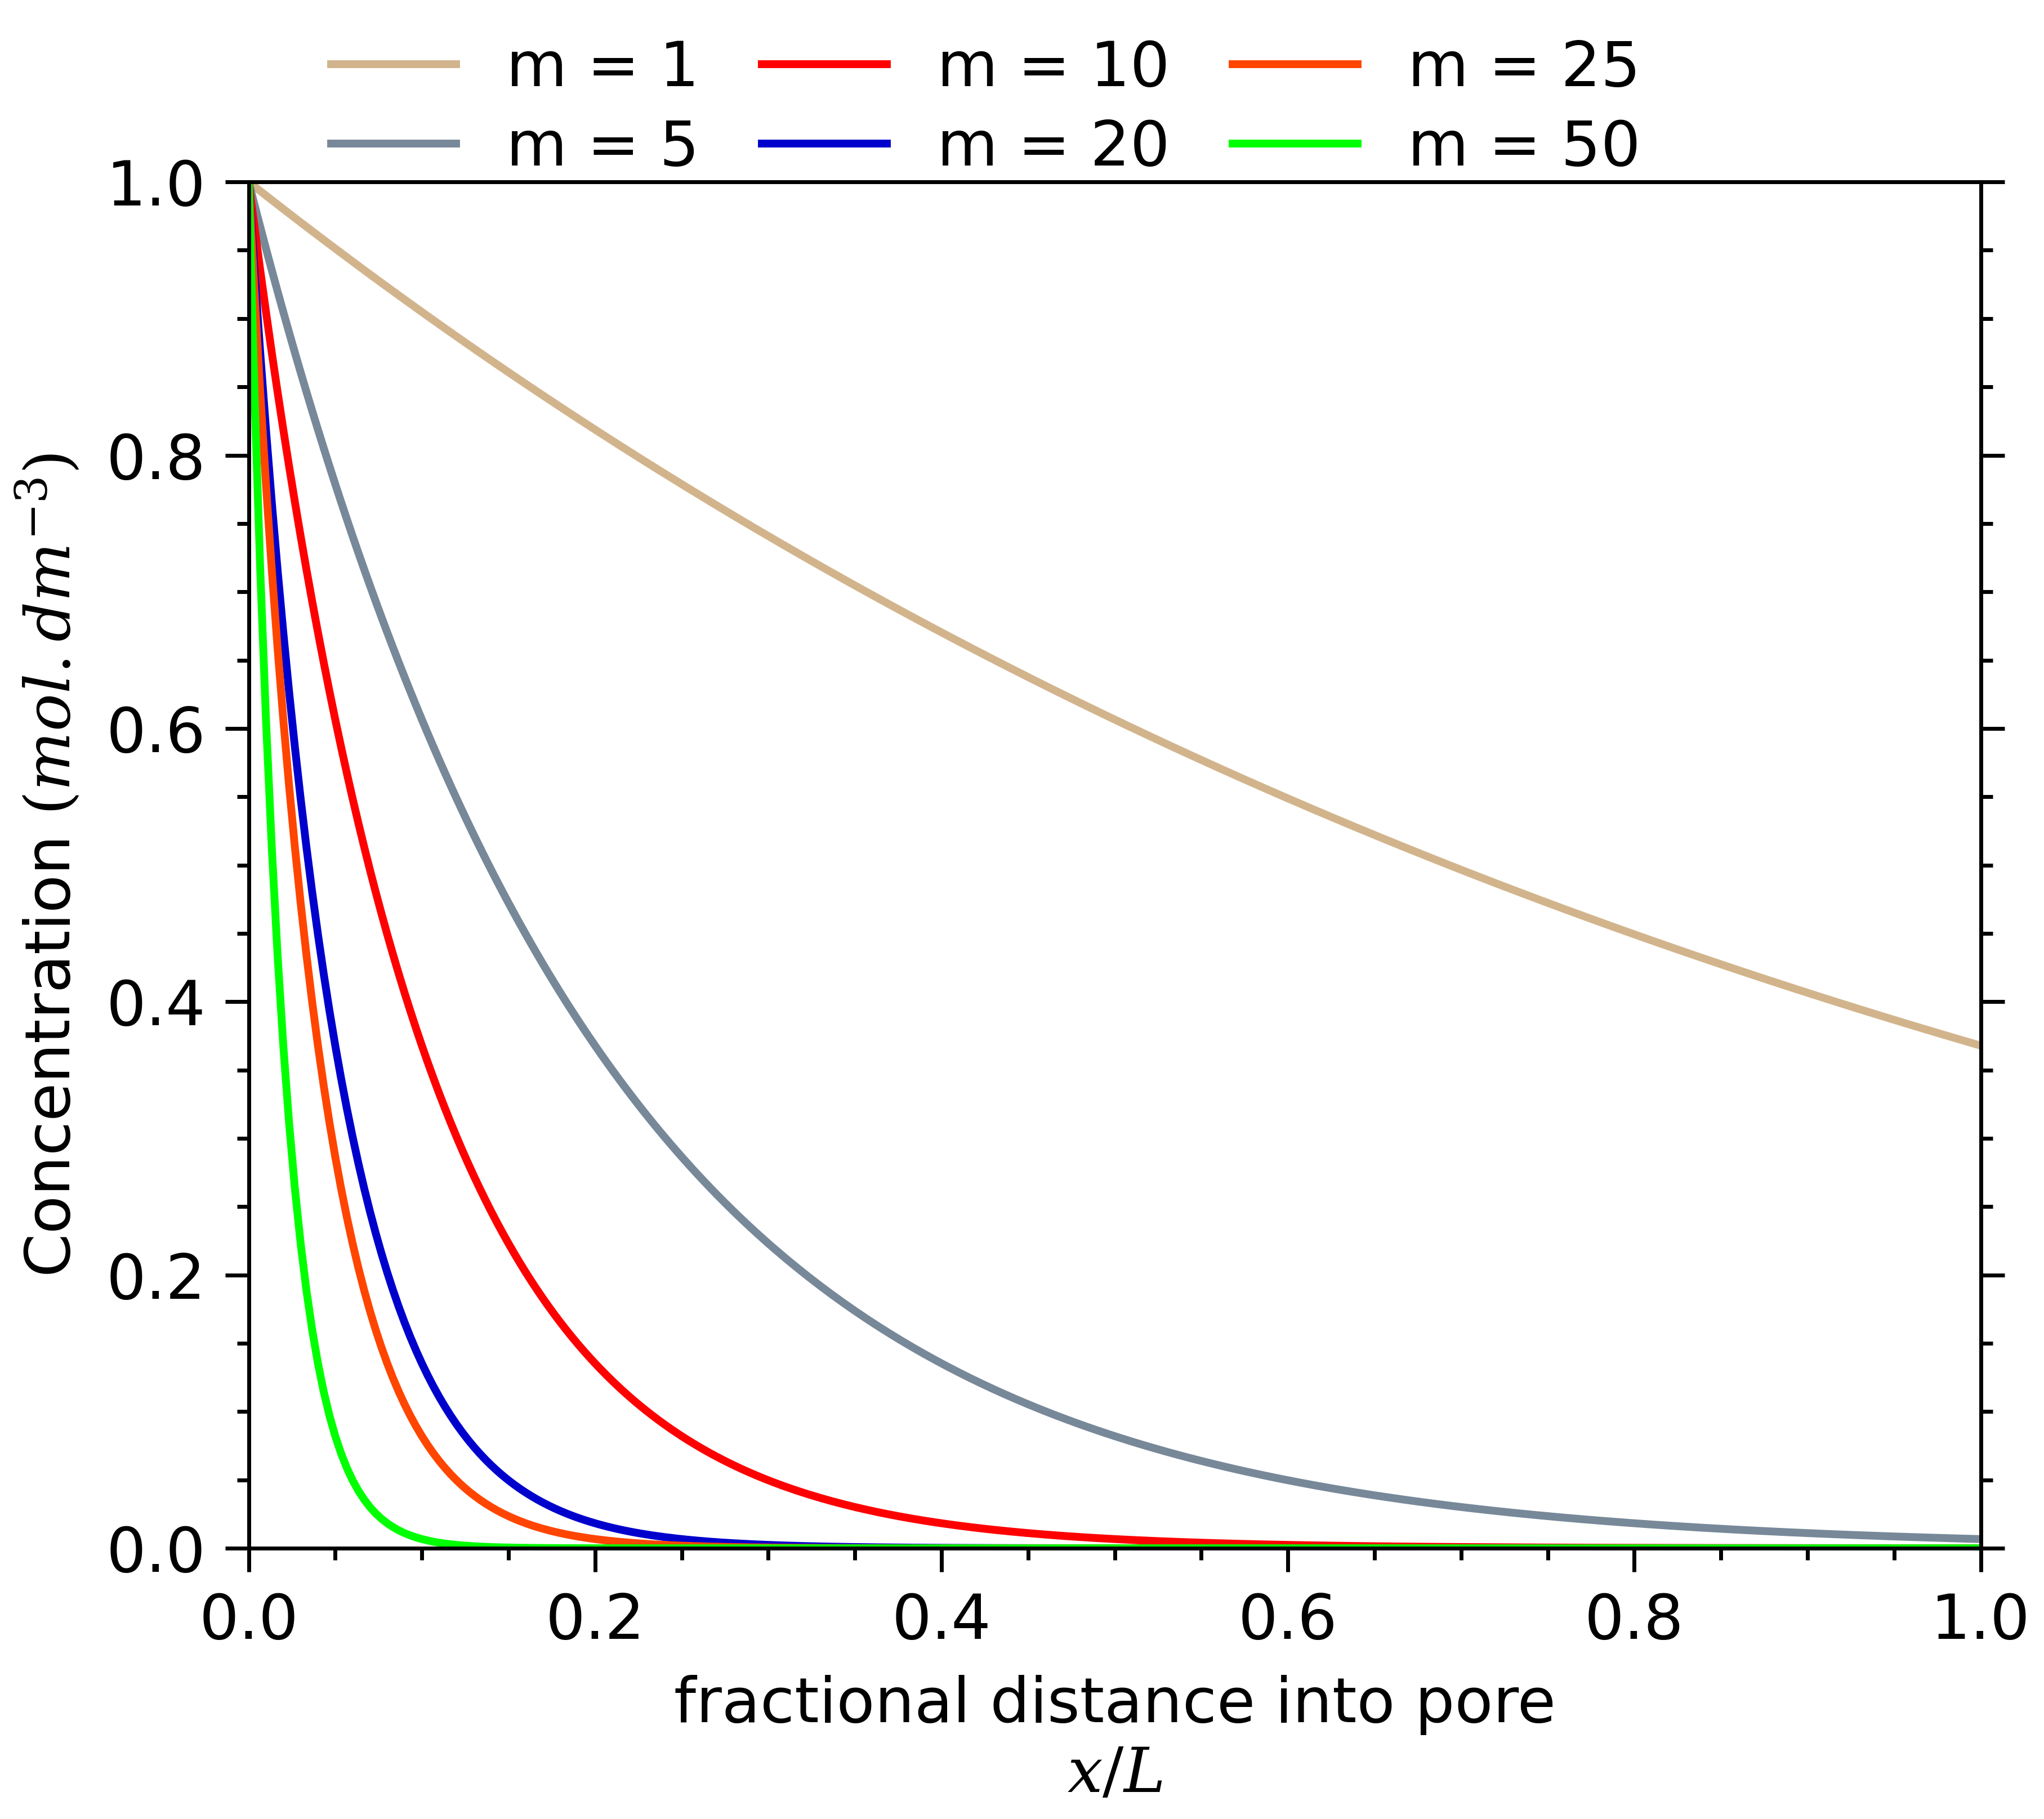 m = 1 m = 10 m = 25
m = 5 m = 20 m = 50
1.0
0.8
0.6
0.4
0.2
0.0
Concentration (mol.dm⁻³)
0.0 0.2 0.4 0.6 0.8 1.0
fractional distance into pore
x/L